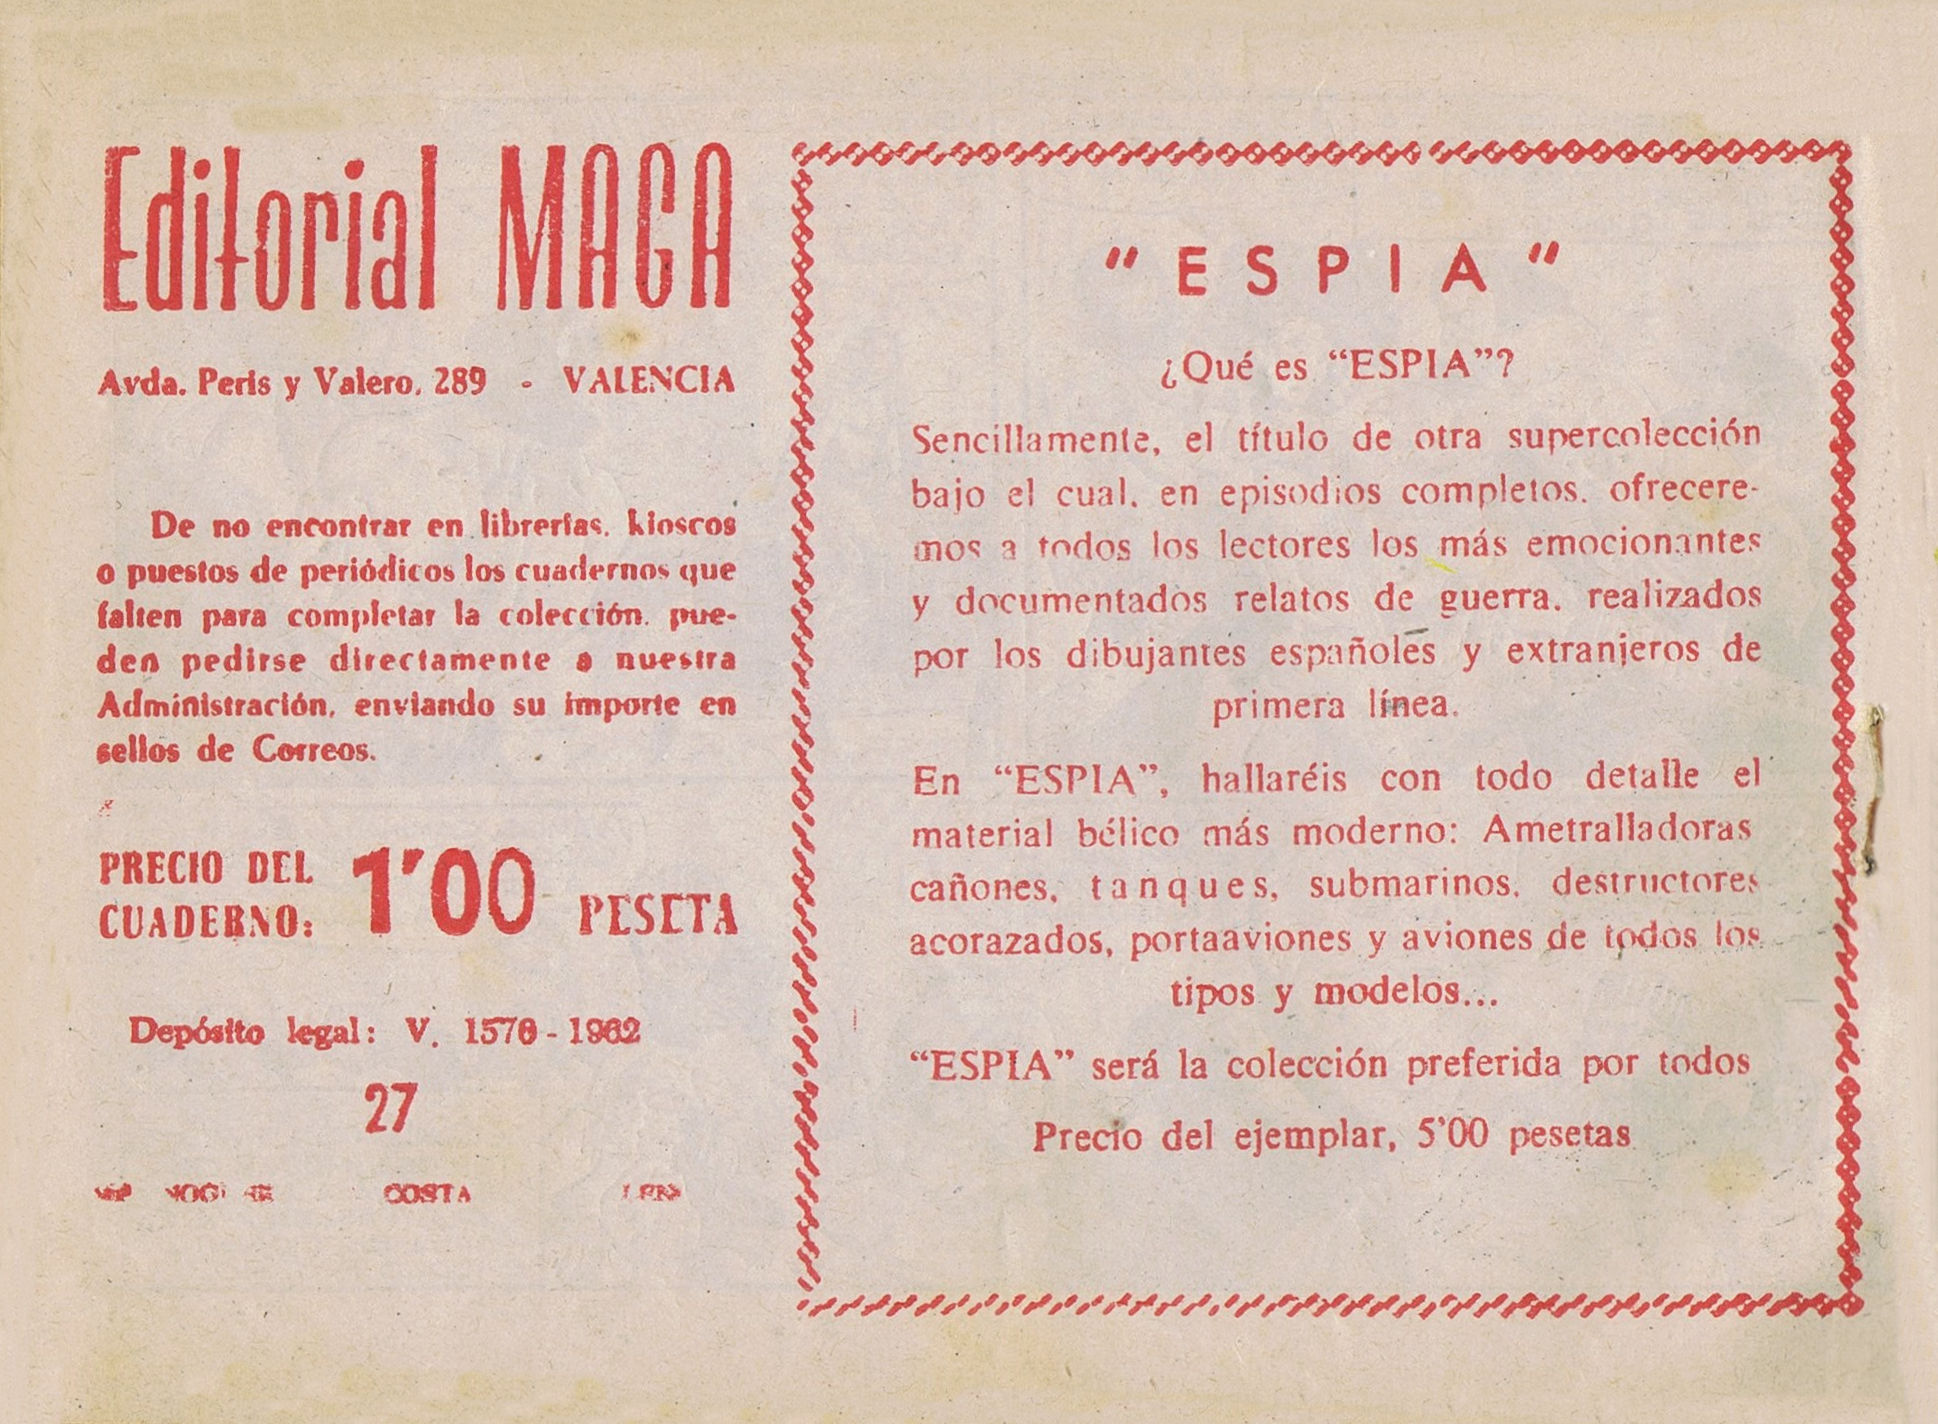 Editorial MAGA
Avda. Peris y Valero, 289 - VALENCIA
De no encontrar en librerías, kioscos
o puestos de periódicos los cuadernos que
falten para completar la colección, pue-
den pedirse directamente a nuestra
Administración, enviando su importe en
sellos de Correos.
PRECIO DEL
CUADERNO: 1'00 PESETA
Depósito legal: V. 1570 - 1962
27
COSTA
"ESPIA"
¿Qué es “ESPIA”?
Sencillamente, el título de otra supercolección
bajo el cual, en episodios completos, ofrecere-
mos a todos los lectores los más emocionantes
y documentados relatos de guerra, realizados
por los dibujantes españoles y extranjeros de
primera línea.
En “ESPIA”, hallaréis con todo detalle el
material bélico más moderno: Ametralladoras
cañones, tanques, submarinos, destructores
acorazados, portaaviones y aviones de todos los
tipos y modelos...
“ESPIA” será la colección preferida por todos
Precio del ejemplar, 5'00 pesetas